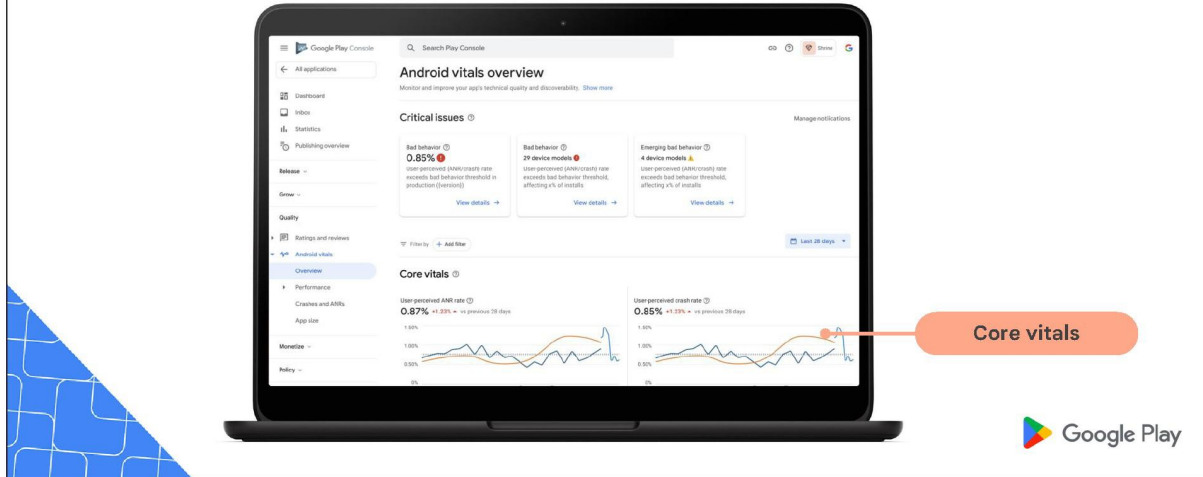 Google Play Console
Search Play Console
Shrine
All applications
Android vitals overview
Monitor and improve your app's technical quality and discoverability. Show more
Dashboard
Inbox
Statistics
Publishing overview
Release
Grow
Quality
Ratings and reviews
Android vitals
Overview
Performance
Crashes and ANRs
App size
Monetize
Policy
Critical issues
Manage notifications
Bad behavior
0.85%
User-perceived (ANR/crash) rate
exceeds bad behavior threshold in
production ({version})
View details →
Bad behavior
29 device models
User-perceived (ANR/crash) rate
exceeds bad behavior threshold,
affecting x% of installs
View details →
Emerging bad behavior
4 device models
User-perceived (ANR/crash) rate
exceeds bad behavior threshold,
affecting x% of installs
View details →
Filter by + Add filter
Last 28 days
Core vitals
User-perceived ANR rate
0.87% +1.23% vs previous 28 days
1.00%
0.50%
0%
User-perceived crash rate
0.85% +1.23% vs previous 28 days
1.00%
0.50%
0%
Core vitals
Google Play